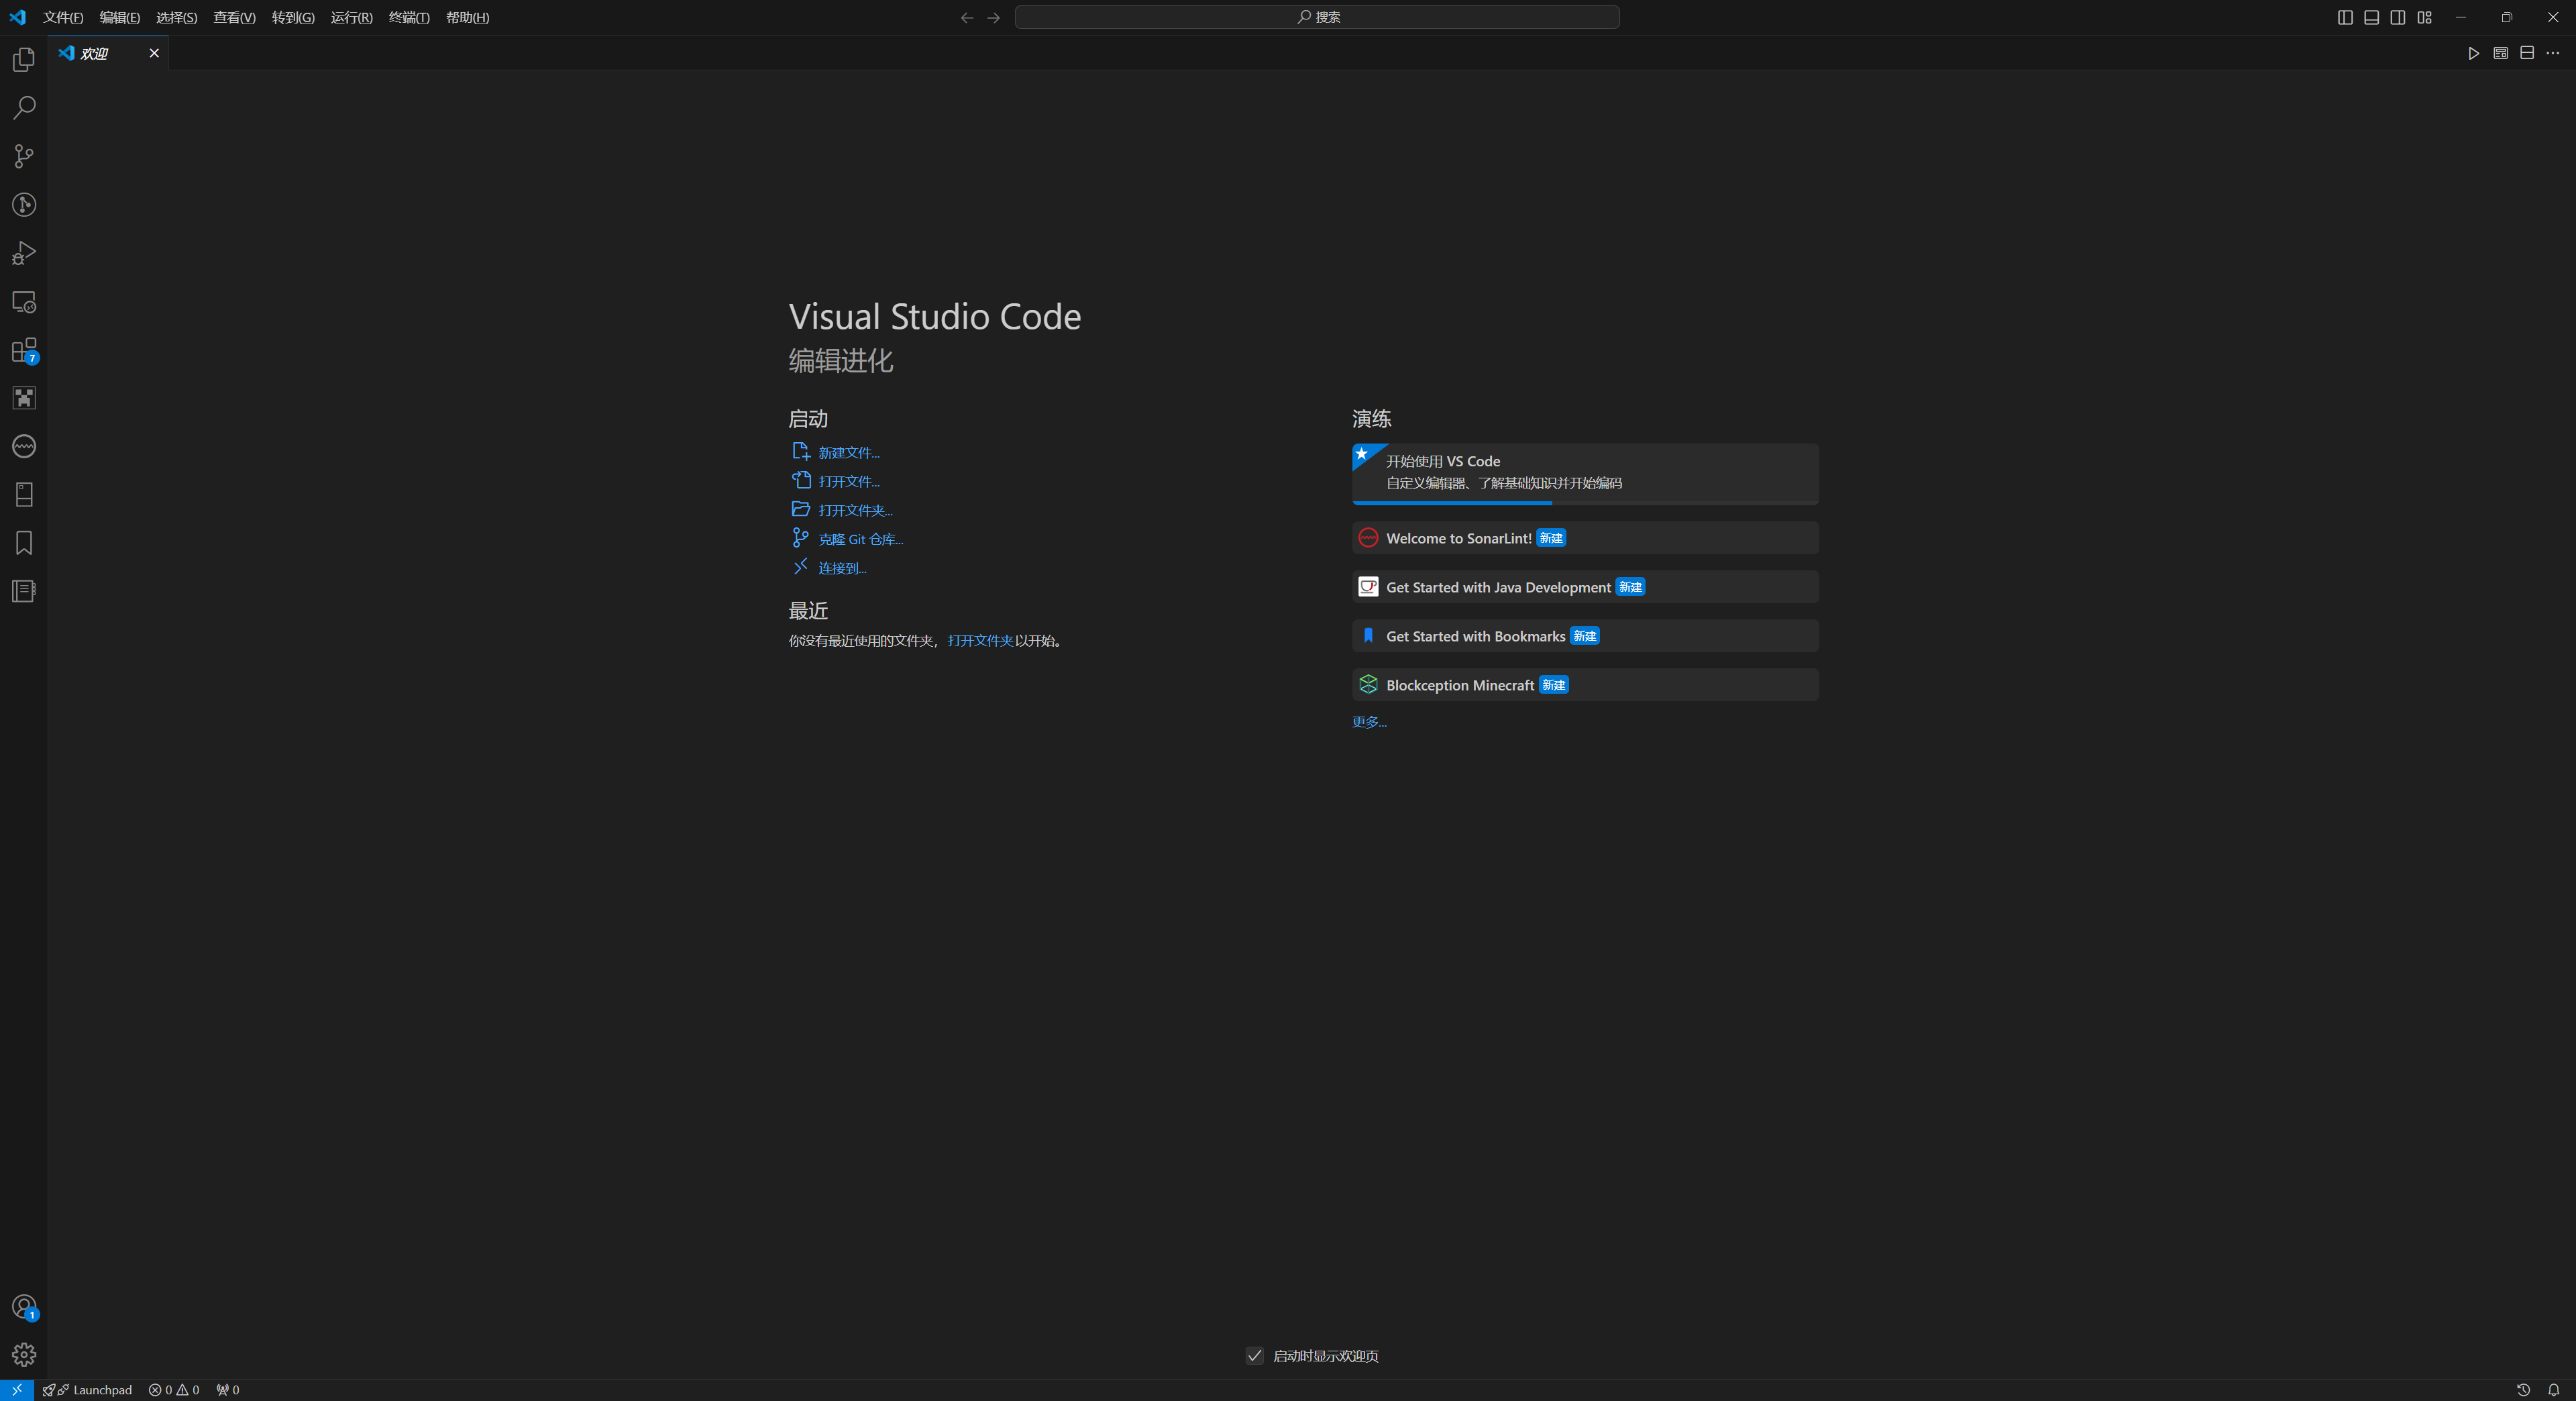 文件(F) 编辑(E) 选择(S) 查看(V) 转到(G) 运行(R) 终端(T) 帮助(H)
搜索
欢迎
7
Visual Studio Code
编辑进化
启动
新建文件...
打开文件...
打开文件夹...
克隆 Git 仓库...
连接到...
最近
你没有最近使用的文件夹，打开文件夹以开始。
演练
开始使用 VS Code
自定义编辑器、了解基础知识并开始编码
Welcome to SonarLint! 新建
Get Started with Java Development 新建
Get Started with Bookmarks 新建
Blockception Minecraft 新建
更多...
1
启动时显示欢迎页
Launchpad 0 0 0